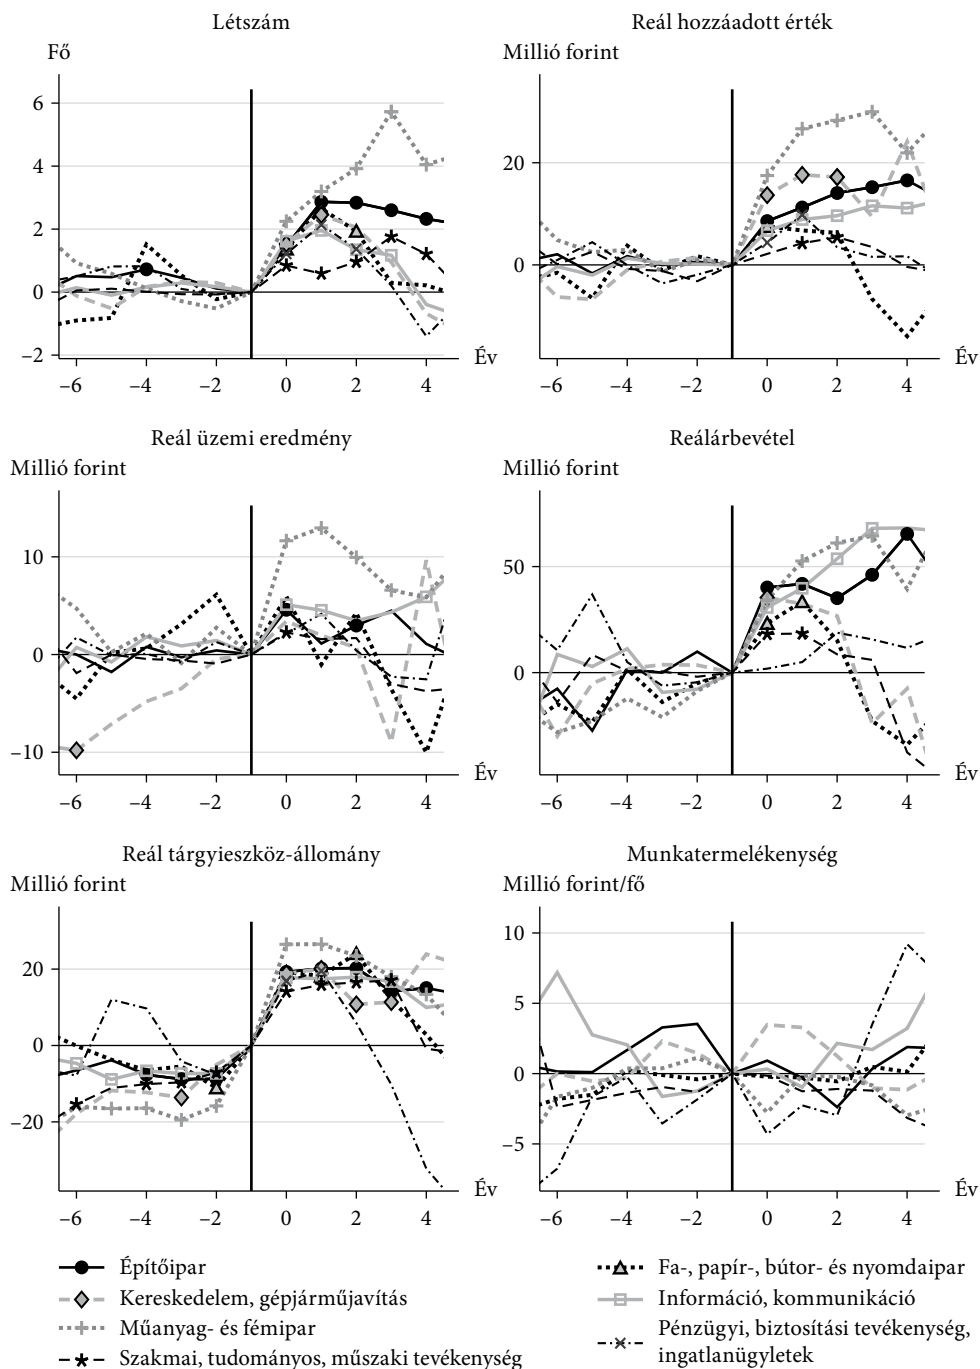 Létszám
Fő
6
4
2
0
–2
Év
–6 –4 –2 0 2 4
Reál hozzáadott érték
Millió forint
20
0
Év
–6 –4 –2 0 2 4
Reál üzemi eredmény
Millió forint
10
0
–10
Év
–6 –4 –2 0 2 4
Reálárbevétel
Millió forint
50
0
Év
–6 –4 –2 0 2 4
Reál tárgyieszköz-állomány
Millió forint
20
0
–20
Év
–6 –4 –2 0 2 4
Munkatermelékenység
Millió forint/fő
10
5
0
–5
Év
–6 –4 –2 0 2 4
Építőipar
Kereskedelem, gépjárműjavítás
Műanyag- és fémipar
Szakmai, tudományos, műszaki tevékenység
Fa-, papír-, bútor- és nyomdaipar
Információ, kommunikáció
Pénzügyi, biztosítási tevékenység,
ingatlanügyletek